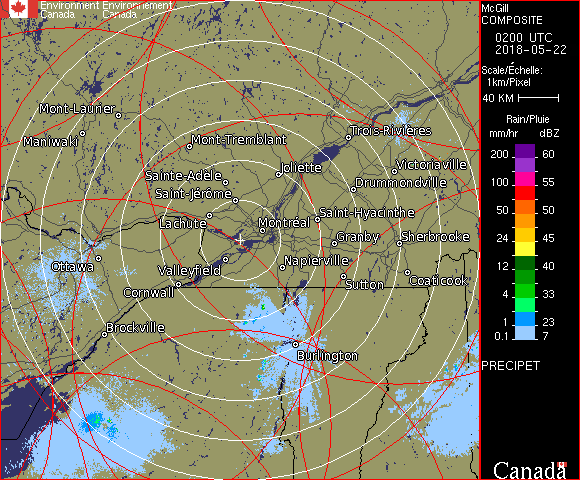 Environment Environnement
Canada Canada
McGill
COMPOSITE
0200 UTC
2018-05-22
Scale/Échelle:
1km/Pixel
40 KM
Rain/Pluie
mm/hr dBZ
200 60
100 55
50 50
24 45
12 40
4 33
1 23
0.1 7
PRECIPET
Canada
Mont-Laurier
Maniwaki
Mont-Tremblant
Trois-Rivières
Joliette
Victoriaville
Sainte-Adèle
Drummondville
Saint-Jérôme
Lachute
Saint-Hyacinthe
Montréal
Granby
Sherbrooke
Ottawa
Valleyfield
Napierville
Cornwall
Sutton
Coaticook
Brockville
Burlington